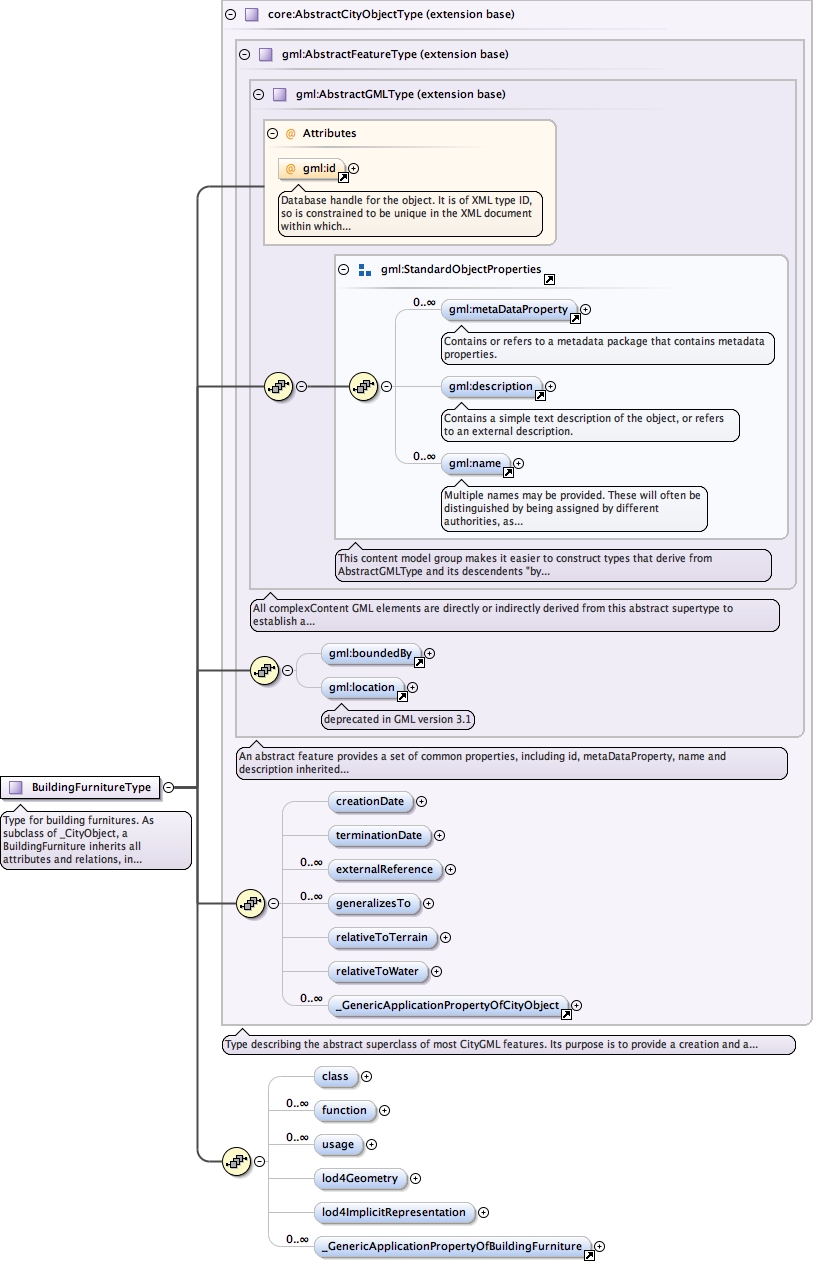 core:AbstractCityObjectType (extension base)
gml:AbstractFeatureType (extension base)
gml:AbstractGMLType (extension base)
@ Attributes
@ gml:id
Database handle for the object. It is of XML type ID,
so is constrained to be unique in the XML document
within which...
gml:StandardObjectProperties
0..∞
gml:metaDataProperty
Contains or refers to a metadata package that contains metadata
properties.
gml:description
Contains a simple text description of the object, or refers
to an external description.
0..∞
gml:name
Multiple names may be provided. These will often be
distinguished by being assigned by different
authorities, as...
This content model group makes it easier to construct types that derive from
AbstractGMLType and its descendents "by...
All complexContent GML elements are directly or indirectly derived from this abstract supertype to
establish a...
gml:boundedBy
gml:location
deprecated in GML version 3.1
An abstract feature provides a set of common properties, including id, metaDataProperty, name and
description inherited...
BuildingFurnitureType
Type for building furnitures. As
subclass of _CityObject, a
BuildingFurniture inherits all
attributes and relations, in...
creationDate
terminationDate
0..∞
externalReference
0..∞
generalizesTo
relativeToTerrain
relativeToWater
0..∞
_GenericApplicationPropertyOfCityObject
Type describing the abstract superclass of most CityGML features. Its purpose is to provide a creation and a...
class
0..∞
function
0..∞
usage
lod4Geometry
lod4ImplicitRepresentation
0..∞
_GenericApplicationPropertyOfBuildingFurniture